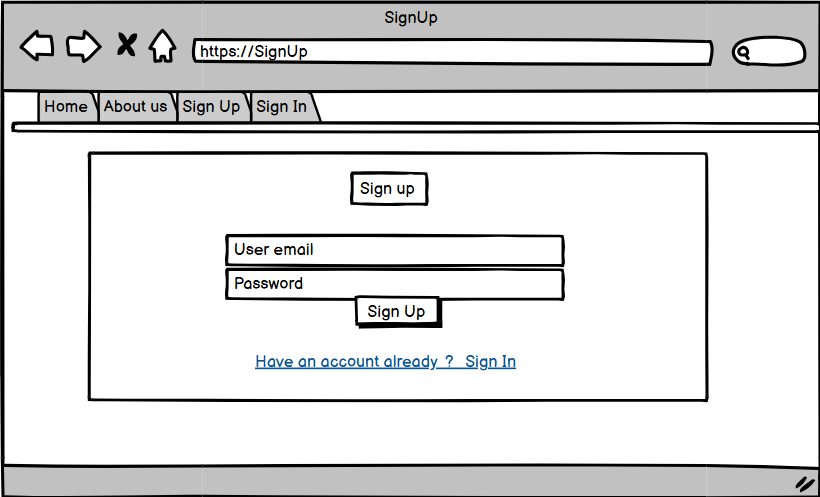 SignUp
https://SignUp
Home About us Sign Up Sign In
Sign up
User email
Password
Sign Up
Have an account already ? Sign In